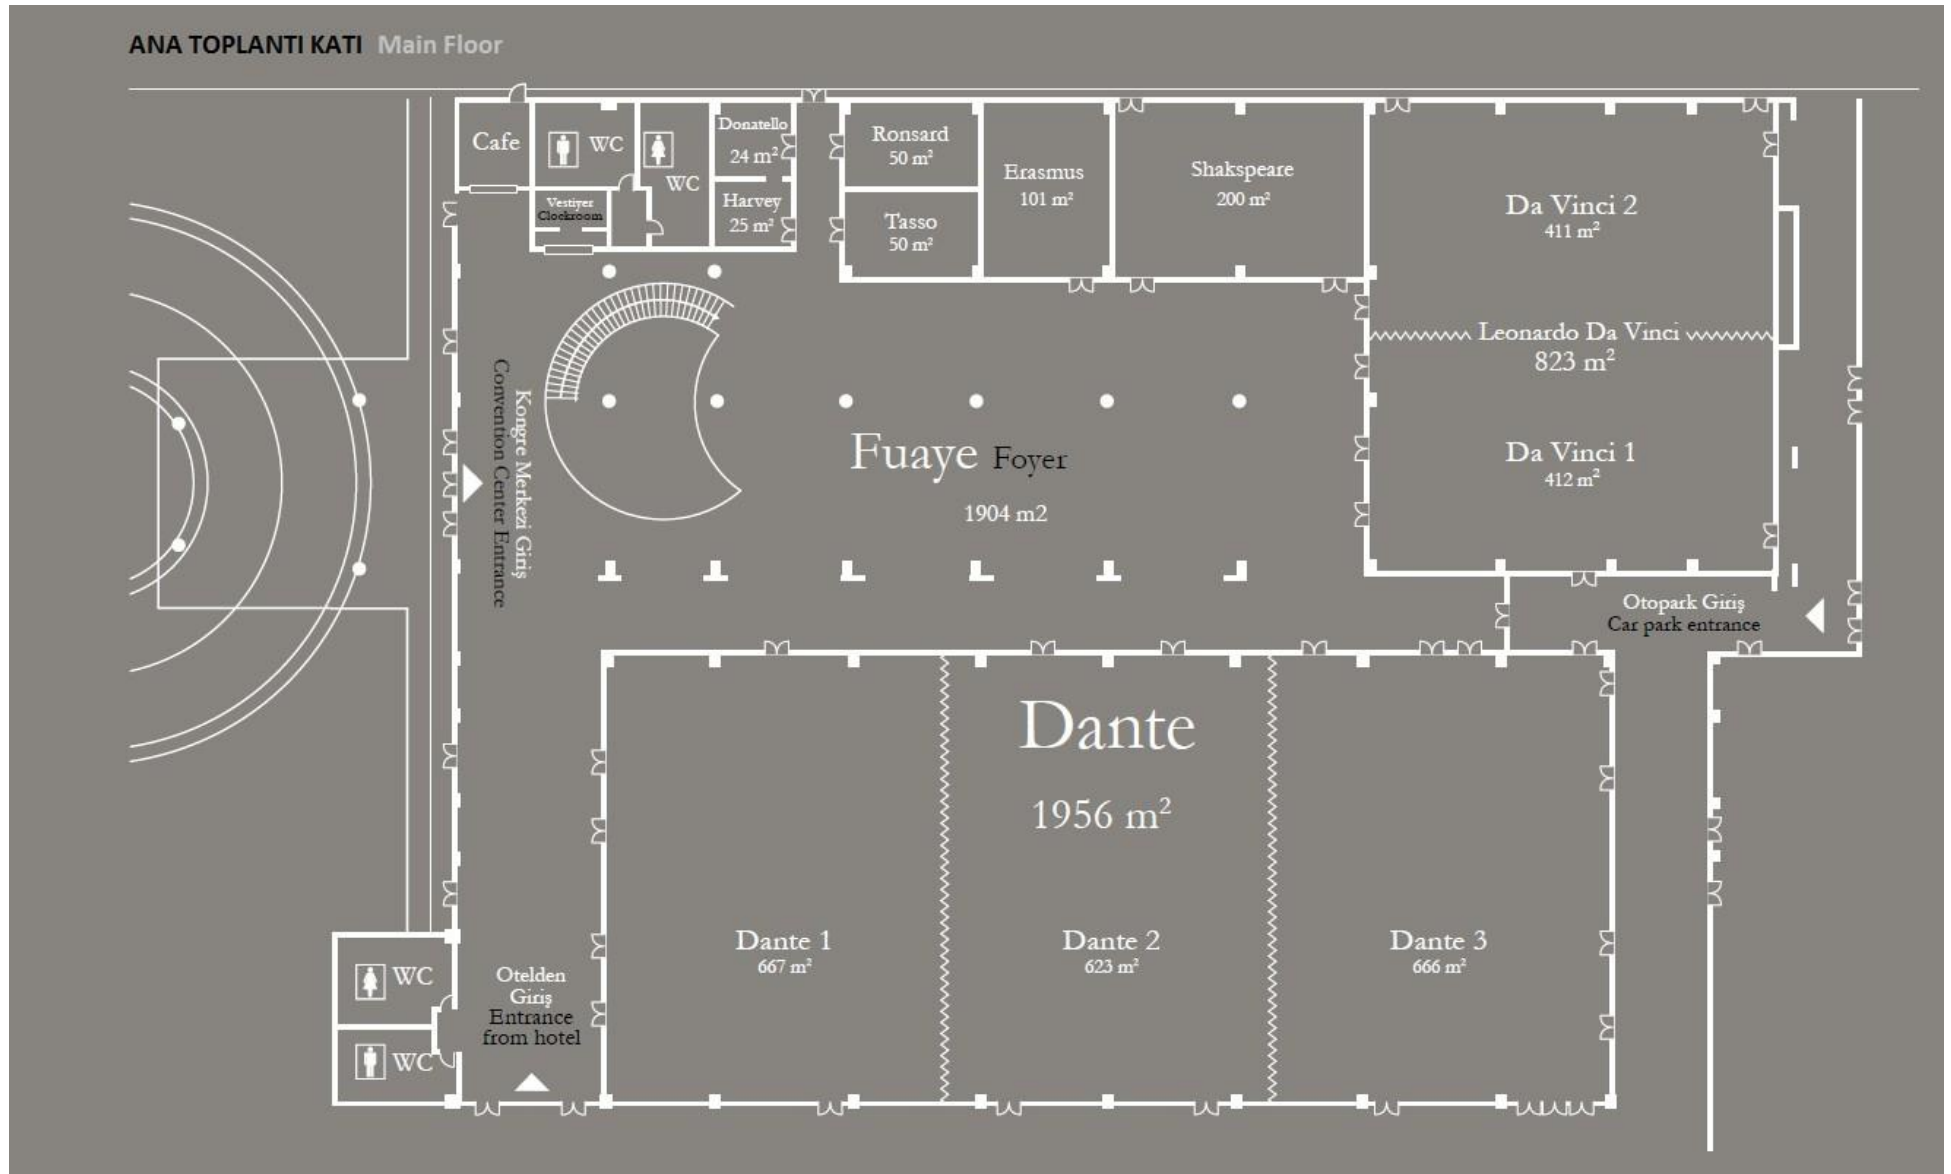 ANA TOPLANTI KATI Main Floor
Cafe
WC
WC
Vestiyer
Clockroom
Donatello
24 m²
Harvey
25 m²
Ronsard
50 m²
Tasso
50 m²
Erasmus
101 m²
Shakspeare
200 m²
Da Vinci 2
411 m²
Leonardo Da Vinci
823 m²
Da Vinci 1
412 m²
Kongre Merkezi Giriş
Convention Center Entrance
Fuaye Foyer
1904 m2
Otopark Giriş
Car park entrance
Dante
1956 m²
Dante 1
667 m²
Dante 2
623 m²
Dante 3
666 m²
WC
WC
Otelden
Giriş
Entrance
from hotel